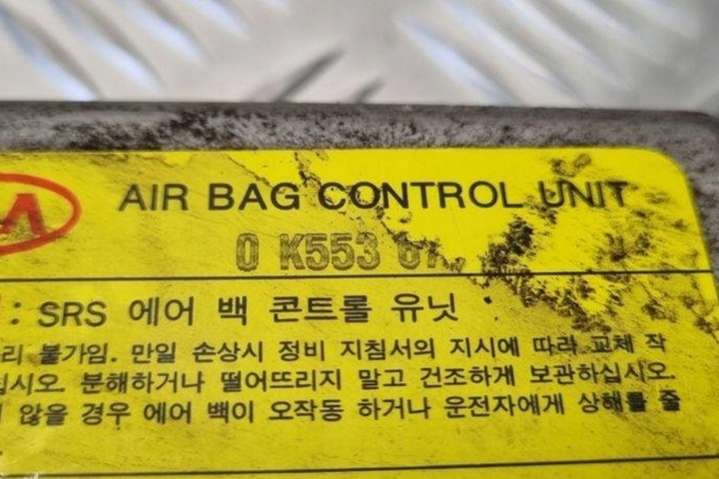 AIR BAG CONTROL UNIT
0 K553 67
: SRS 에어 백 콘트롤 유닛
리 불가임. 만일 손상시 정비 지침서의 지시에 따라 교체 작
십시오. 분해하거나 떨어뜨리지 말고 건조하게 보관하십시오.
지 않을 경우 에어 백이 오작동 하거나 운전자에게 상해를 줄